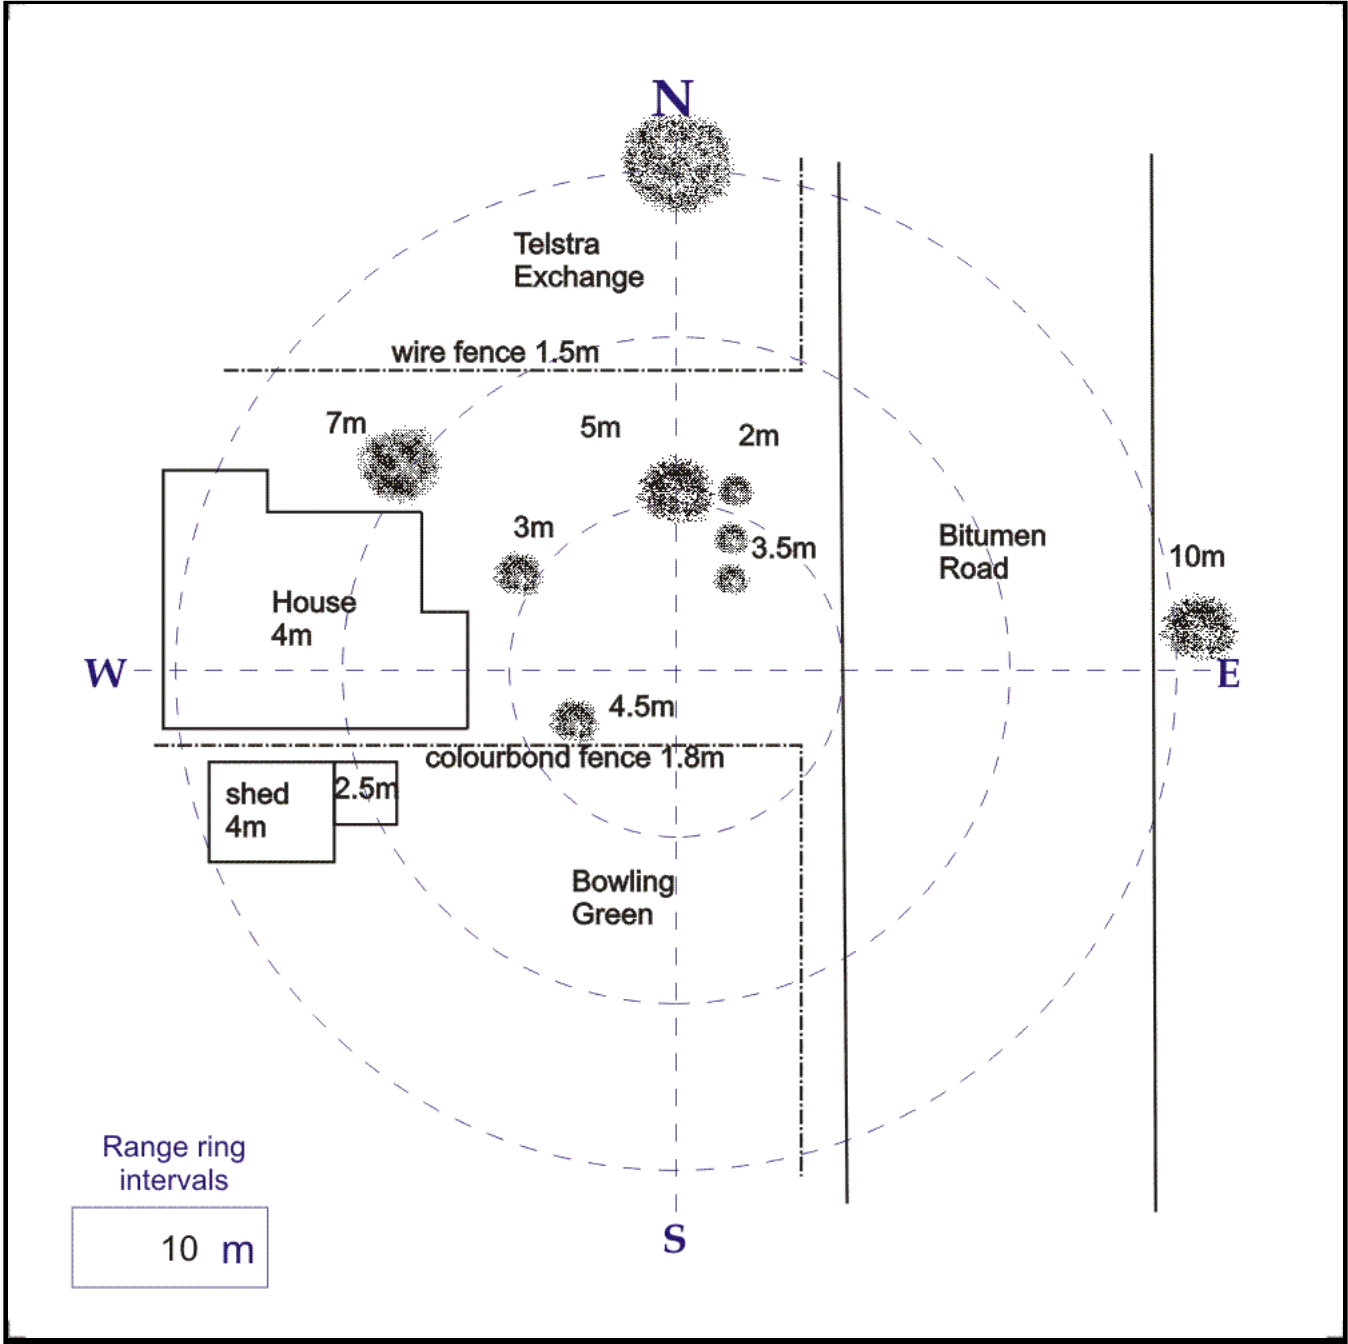 N
Telstra
Exchange
wire fence 1.5m
7m
5m
2m
3m
3.5m
Bitumen
Road
10m
House
4m
W
E
4.5m
colourbond fence 1.8m
shed
4m
2.5m
Bowling
Green
Range ring
intervals
10 m
S